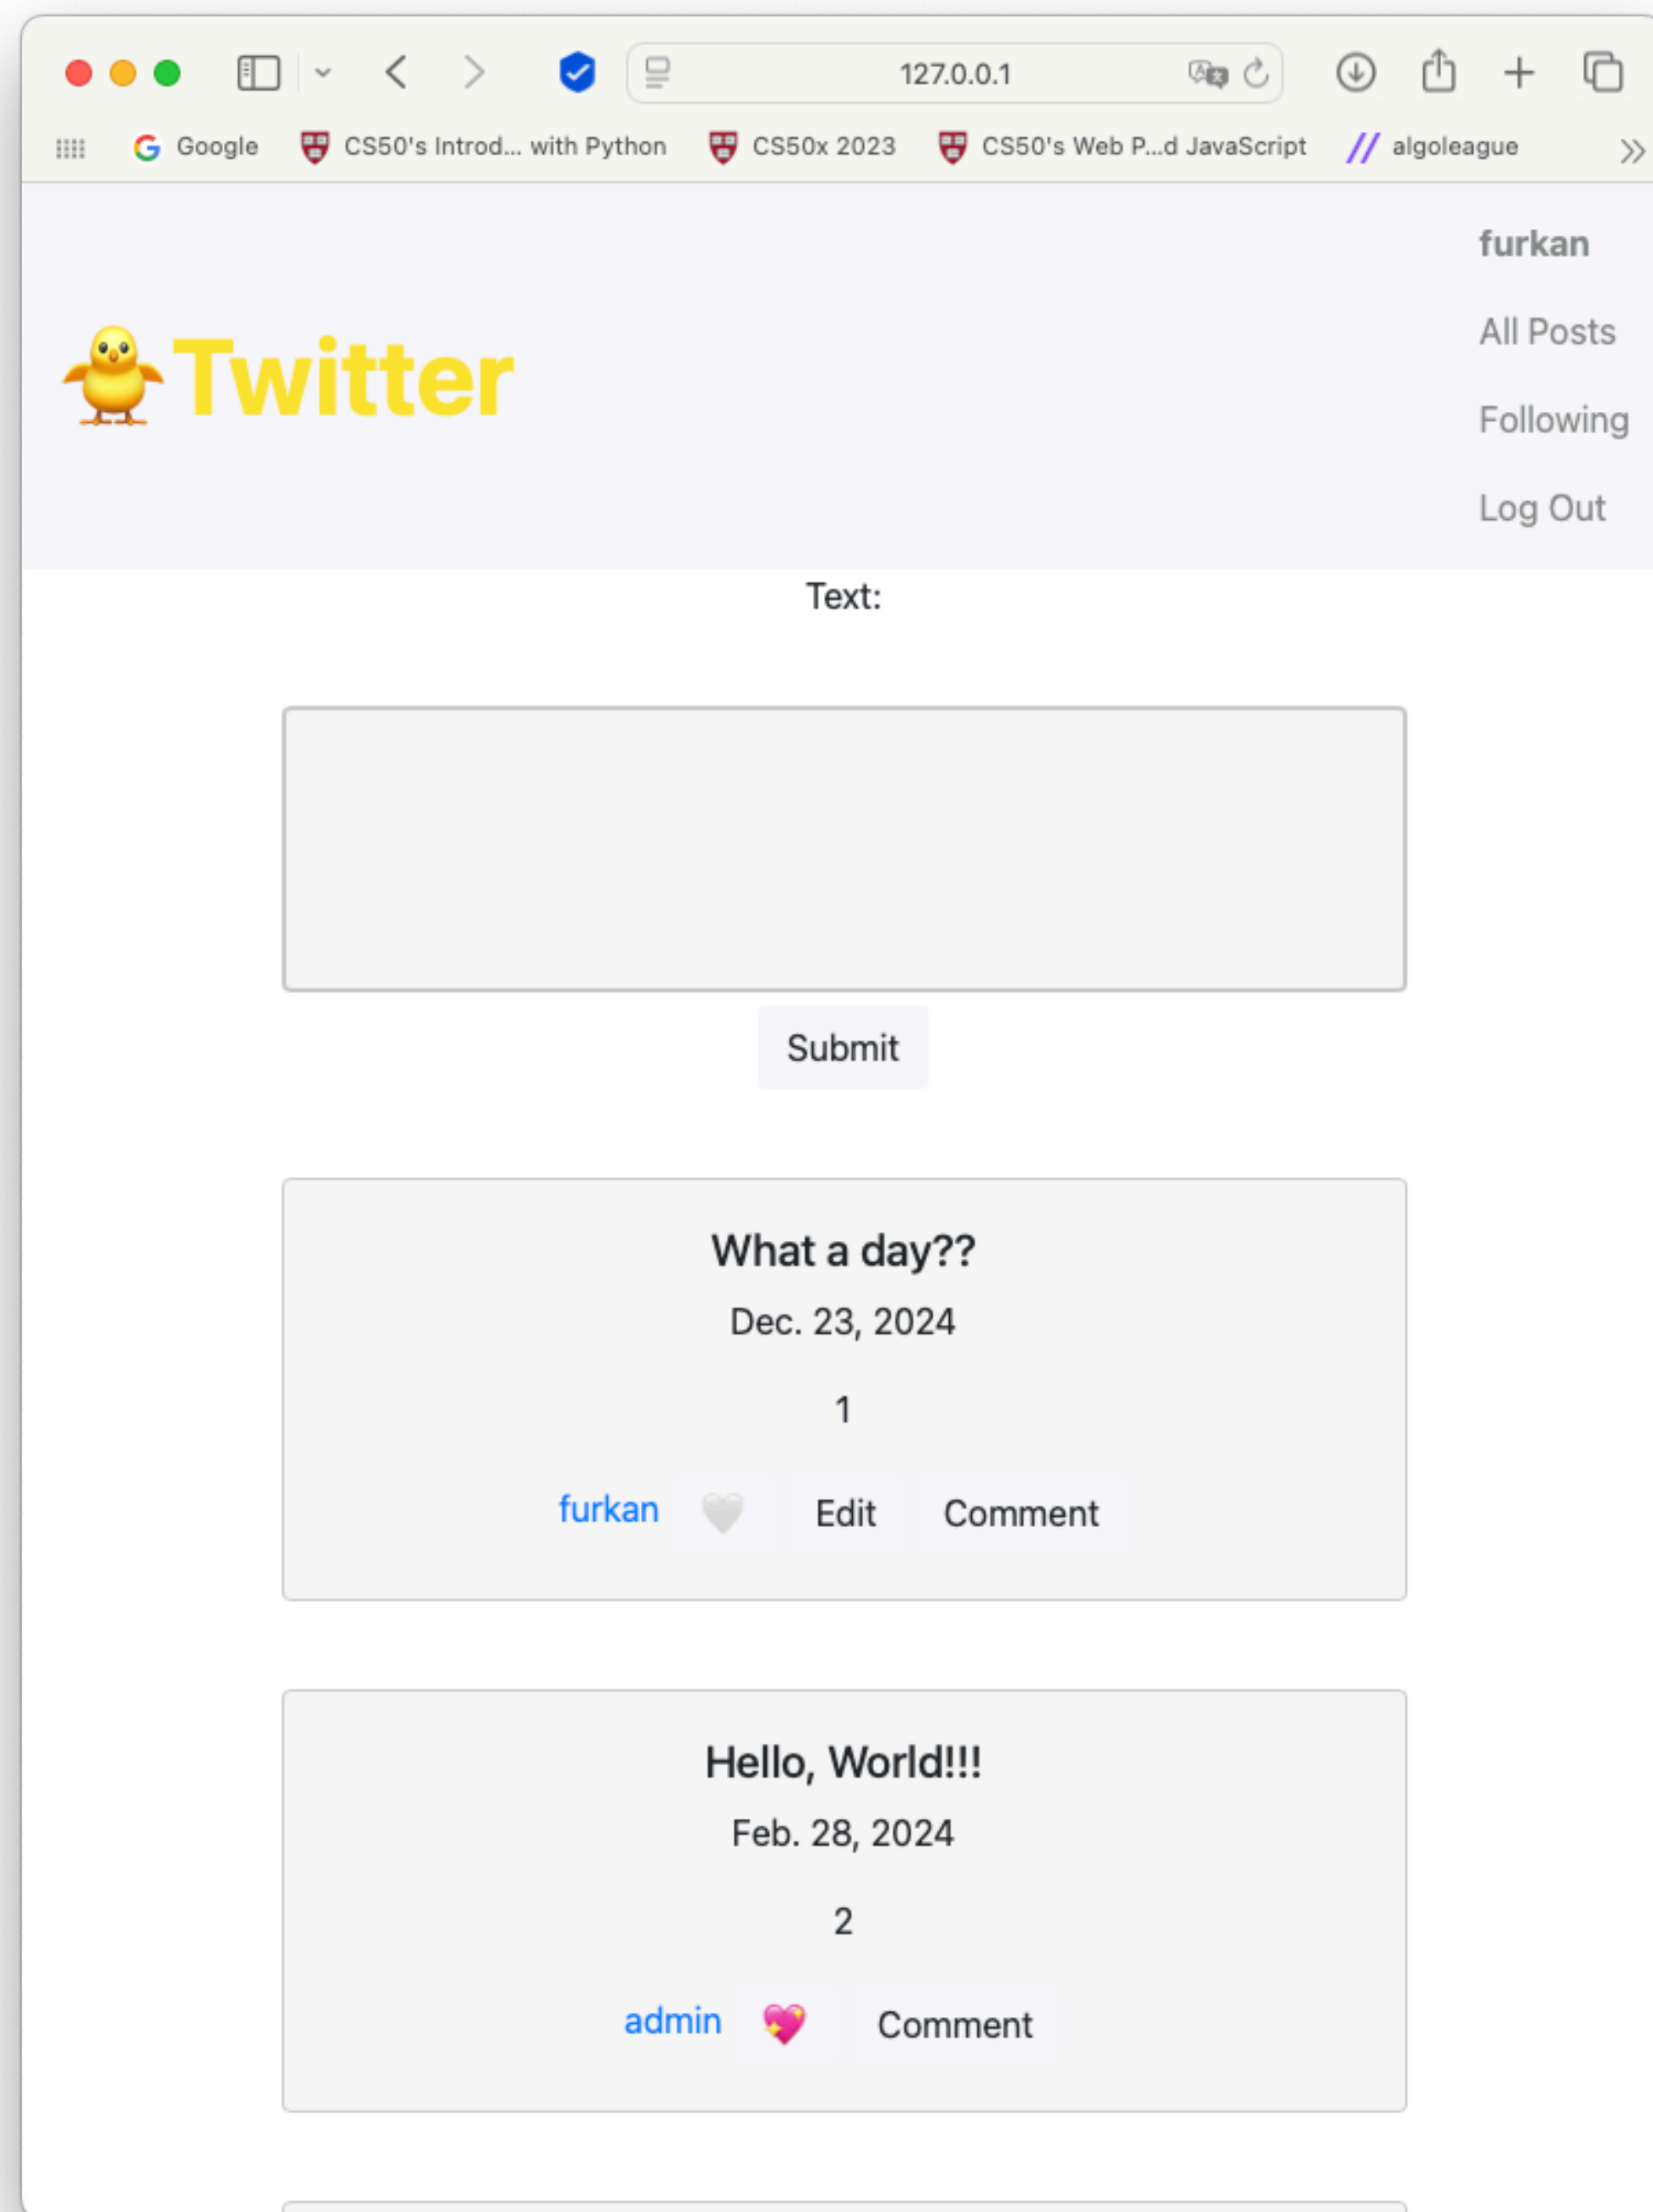 127.0.0.1
Google CS50's Introd... with Python CS50x 2023 CS50's Web P...d JavaScript algoleague
furkan
All Posts
Twitter
Following
Log Out
Text:
Submit
What a day??
Dec. 23, 2024
1
furkan Edit Comment
Hello, World!!!
Feb. 28, 2024
2
admin Comment